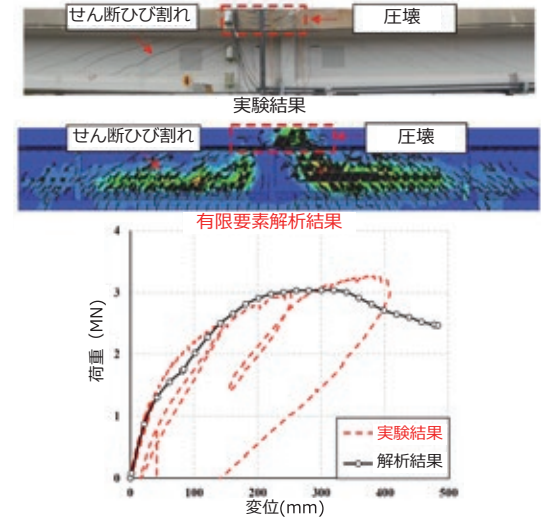 せん断ひび割れ
圧壊
実験結果
せん断ひび割れ
圧壊
有限要素解析結果
4
3
2
1
0
荷重（MN）
0
100
200
300
400
500
変位(mm)
実験結果
解析結果